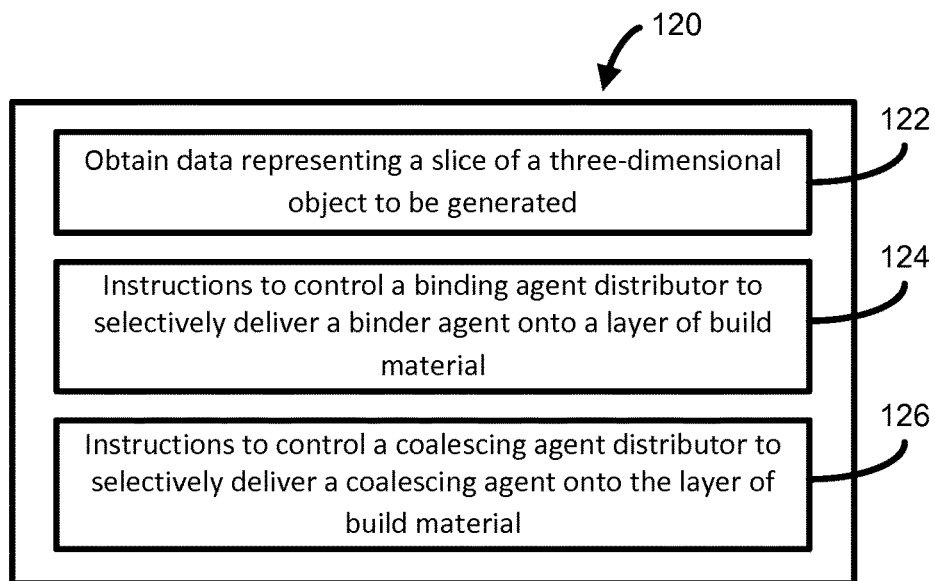 120
122
Obtain data representing a slice of a three-dimensional
object to be generated
124
Instructions to control a binding agent distributor to
selectively deliver a binder agent onto a layer of build
material
126
Instructions to control a coalescing agent distributor to
selectively deliver a coalescing agent onto the layer of
build material